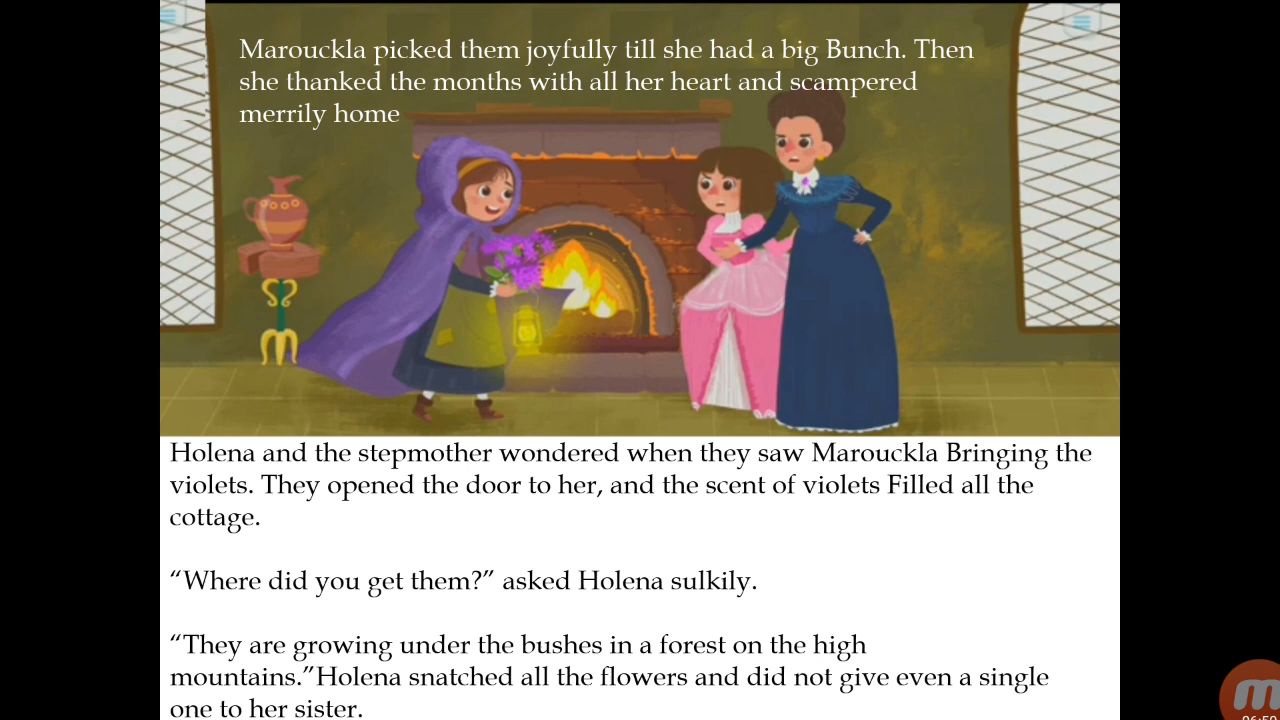 Marouckla picked them joyfully till she had a big Bunch. Then
she thanked the months with all her heart and scampered
merrily home
Holena and the stepmother wondered when they saw Marouckla Bringing the
violets. They opened the door to her, and the scent of violets Filled all the
cottage.
“Where did you get them?” asked Holena sulkily.
“They are growing under the bushes in a forest on the high
mountains.”Holena snatched all the flowers and did not give even a single
one to her sister.